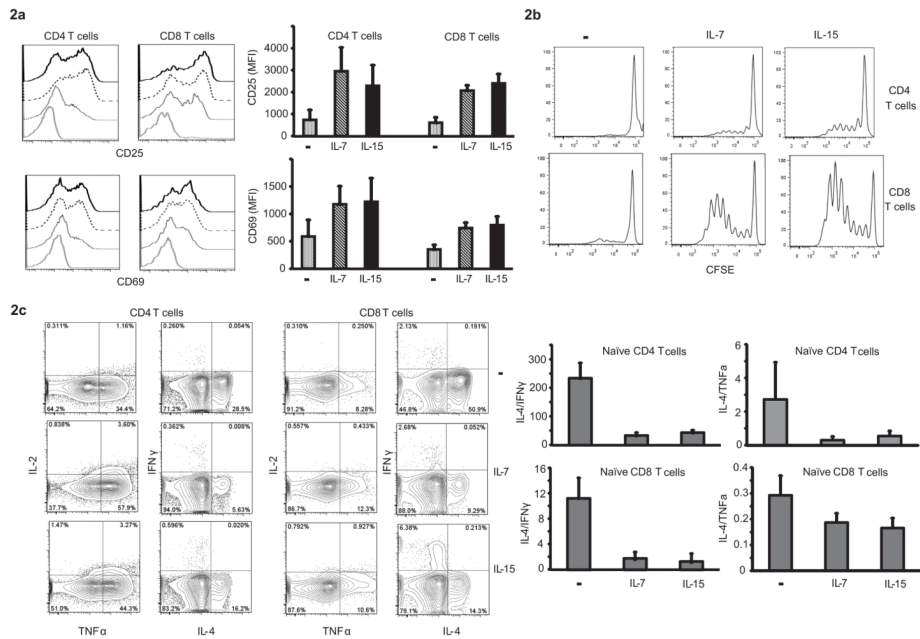 2a
CD4 T cells CD8 T cells
CD25
CD69
CD25 (MFI)
CD4 T cells CD8 T cells
5000
4000
3000
2000
1000
0
- IL-7 IL-15 - IL-7 IL-15
CD69 (MFI)
1500
1000
500
0
- IL-7 IL-15 - IL-7 IL-15
2b
- IL-7 IL-15
CD4
T cells
CD8
T cells
CFSE
2c
CD4 T cells CD8 T cells
0.311% 1.16% 0.260% 0.054% 0.310% 0.250% 2.13% 0.191%
-
64.2% 34.4% 71.2% 28.5% 91.2% 8.28% 46.8% 50.9%
0.838% 3.60% 0.362% 0.008% 0.557% 0.433% 2.68% 0.052%
IL-2 IFNγ IL-2 IFNγ IL-7
37.7% 57.9% 94.0% 5.63% 86.7% 12.3% 88.0% 9.29%
1.47% 3.27% 0.596% 0.020% 0.792% 0.927% 6.38% 0.213%
IL-15
51.0% 44.3% 83.2% 16.2% 87.6% 10.6% 79.1% 14.3%
TNFα IL-4 TNFα IL-4
Naïve CD4 T cells
IL-4/IFNγ
300
200
100
0
Naïve CD4 T cells
IL-4/TNFa
6
4
2
0
Naïve CD8 T cells
IL-4/IFNγ
12
8
4
0
- IL-7 IL-15
Naïve CD8 T cells
IL-4/TNFa
0.4
0.3
0.2
0.1
0
- IL-7 IL-15